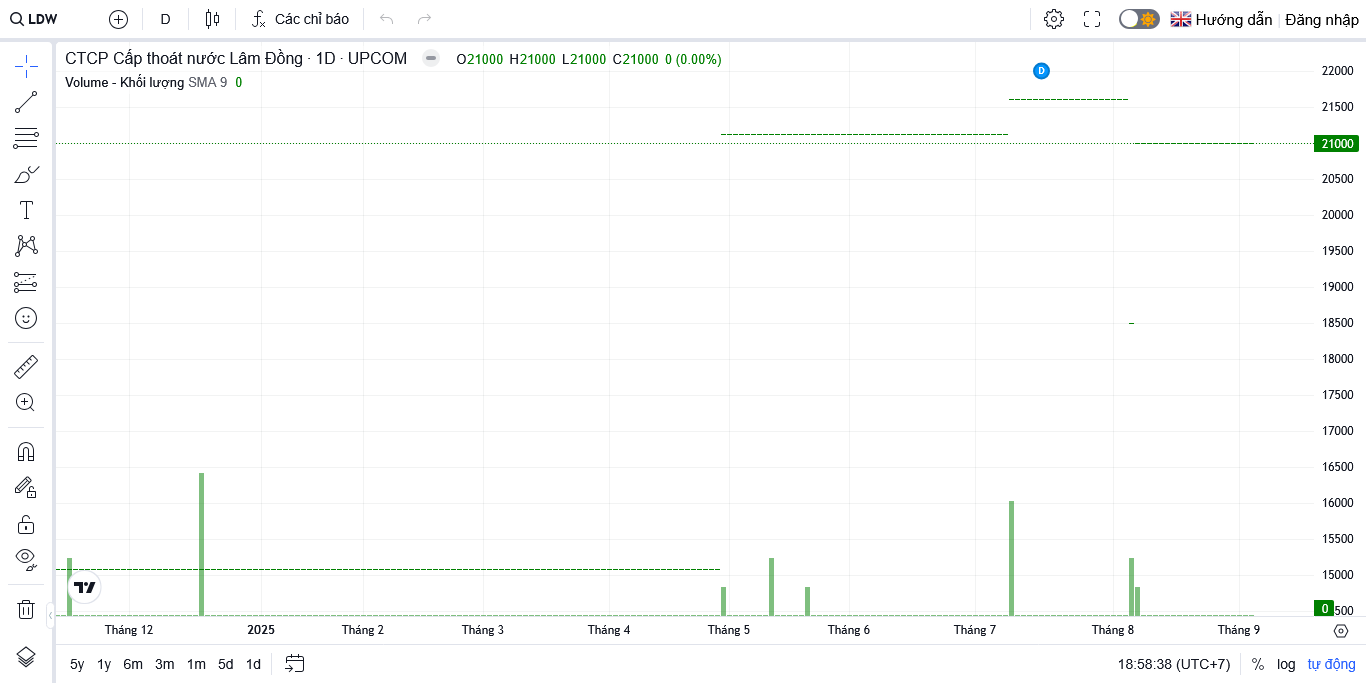 LDW D Các chỉ báo Hướng dẫn Đăng nhập
CTCP Cấp thoát nước Lâm Đồng · 1D · UPCOM O21000 H21000 L21000 C21000 0 (0.00%)
Volume - Khối lượng SMA 9 0
D
22000
21500
21000
20500
20000
19500
19000
18500
18000
17500
17000
16500
16000
15500
15000
0
500
Tháng 12 2025 Tháng 2 Tháng 3 Tháng 4 Tháng 5 Tháng 6 Tháng 7 Tháng 8 Tháng 9
5y 1y 6m 3m 1m 5d 1d 18:58:38 (UTC+7) % log tự động